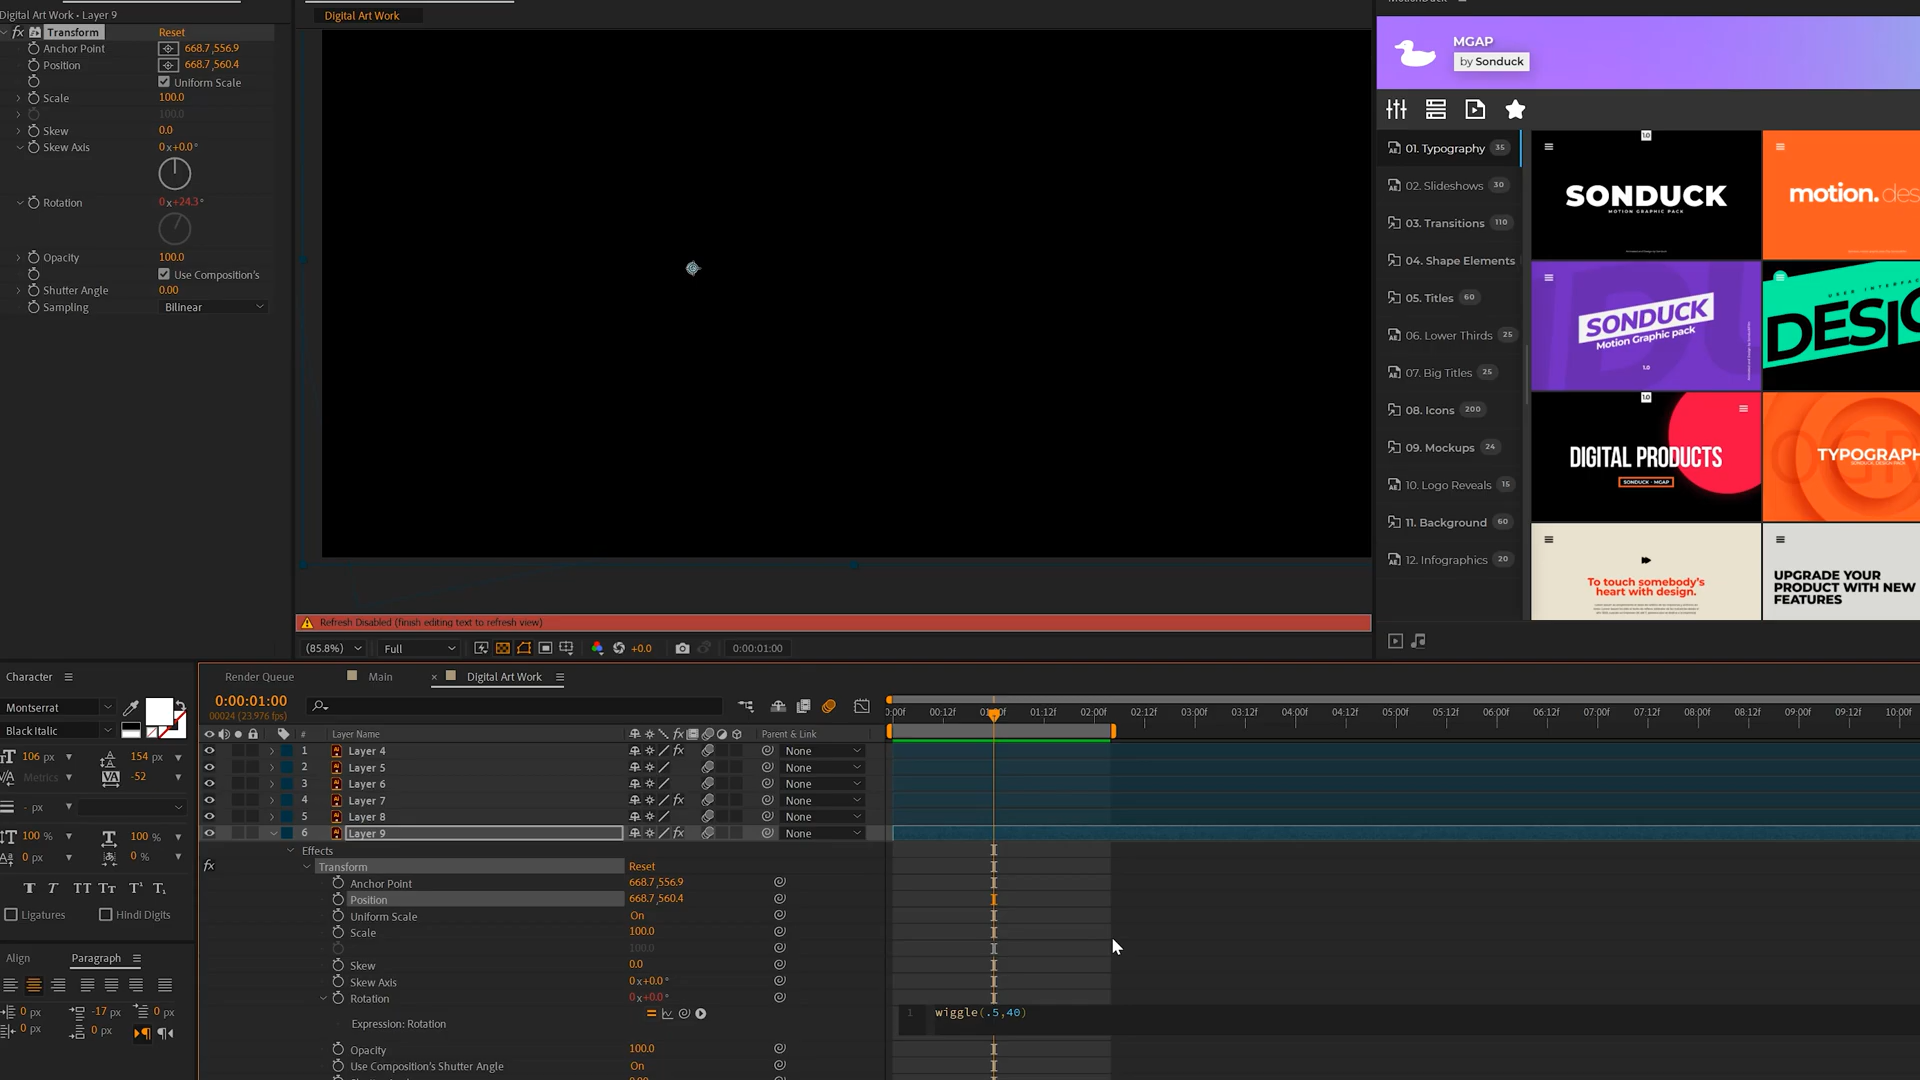 Digital Art Work • Layer 9
fx Transform Reset
Anchor Point 668.7,556.9
Position 668.7,560.4
Uniform Scale
Scale 100.0
100.0
Skew 0.0
Skew Axis 0x+0.0°
Rotation 0x+24.3°
Opacity 100.0
Use Composition's
Shutter Angle 0.00
Sampling Bilinear
Digital Art Work
Refresh Disabled (finish editing text to refresh view)
(85.8%) Full +0.0 0:00:01:00
MGAP
by Sonduck
01. Typography 35
02. Slideshows 30
03. Transitions 110
04. Shape Elements
05. Titles 60
06. Lower Thirds 25
07. Big Titles 25
08. Icons 200
09. Mockups 24
10. Logo Reveals 15
11. Background 60
12. Infographics 20
1.0
SONDUCK
MOTION GRAPHIC PACK
motion.des
SONDUCK
Motion Graphic pack
1.0
USER INTERFAC
DESIG
1.0
DIGITAL PRODUCTS
SONDUCK - MGAP
TYPOGRAPH
To touch somebody's
heart with design.
UPGRADE YOUR
PRODUCT WITH NEW
FEATURES
Character
Montserrat
Black Italic
106 px 154 px
Metrics -52
- px
100 % 100 %
0 px 0 %
T T TT Tt T¹ T₁
Ligatures Hindi Digits
Align Paragraph
0 px -17 px 0 px
0 px 0 px
Render Queue Main Digital Art Work
0:00:01:00
00024 (23.976 fps)
0:00f 00:12f 01:00f 01:12f 02:00f 02:12f 03:00f 03:12f 04:00f 04:12f 05:00f 05:12f 06:00f 06:12f 07:00f 07:12f 08:00f 08:12f 09:00f 09:12f 10:00f
# Layer Name fx Parent & Link
1 Layer 4 fx None
2 Layer 5 None
3 Layer 6 None
4 Layer 7 fx None
5 Layer 8 None
6 Layer 9 fx None
Effects
fx Transform Reset
Anchor Point 668.7,556.9
Position 668.7,560.4
Uniform Scale On
Scale 100.0
100.0
Skew 0.0
Skew Axis 0x+0.0°
Rotation 0x+0.0°
Expression: Rotation
1 wiggle(.5,40)
Opacity 100.0
Use Composition's Shutter Angle On